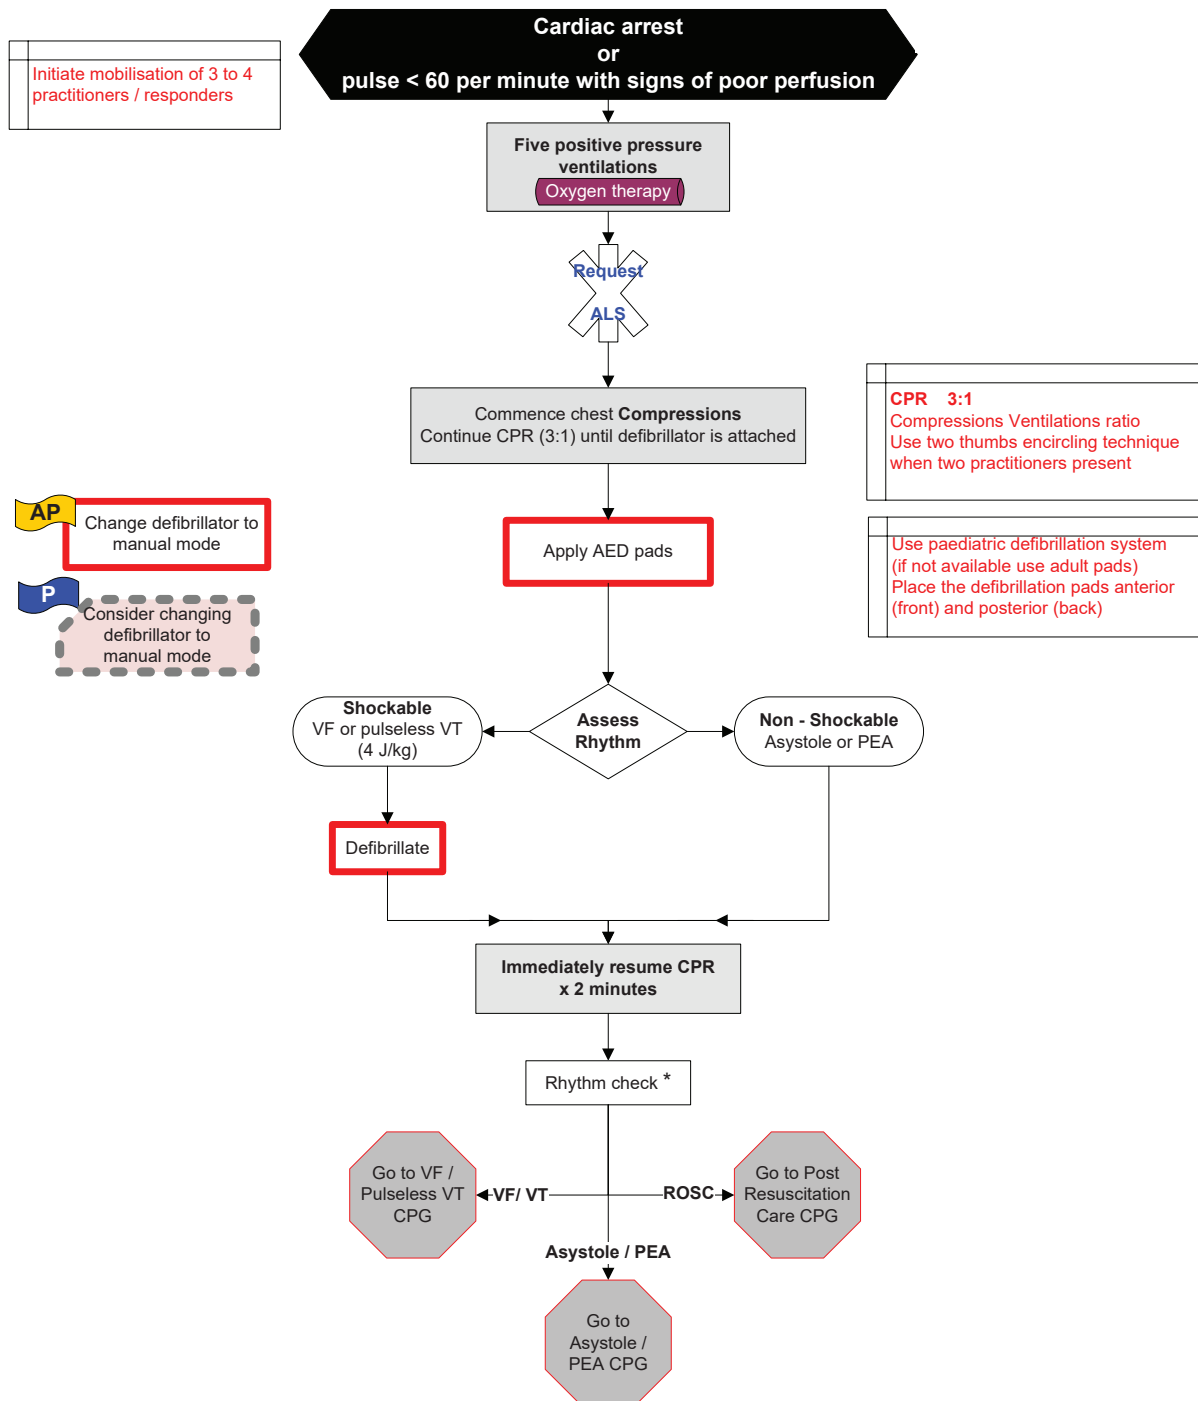 Cardiac arrest
or
pulse < 60 per minute with signs of poor perfusion
Initiate mobilisation of 3 to 4
practitioners / responders
Five positive pressure
ventilations
Oxygen therapy
Request
ALS
Commence chest Compressions
Continue CPR (3:1) until defibrillator is attached
CPR 3:1
Compressions Ventilations ratio
Use two thumbs encircling technique
when two practitioners present
AP
Change defibrillator to
manual mode
Apply AED pads
Use paediatric defibrillation system
(if not available use adult pads)
Place the defibrillation pads anterior
(front) and posterior (back)
P
Consider changing
defibrillator to
manual mode
Shockable
VF or pulseless VT
(4 J/kg)
Assess
Rhythm
Non - Shockable
Asystole or PEA
Defibrillate
Immediately resume CPR
x 2 minutes
Rhythm check *
Go to VF /
Pulseless VT
CPG
VF/ VT
ROSC
Go to Post
Resuscitation
Care CPG
Asystole / PEA
Go to
Asystole /
PEA CPG